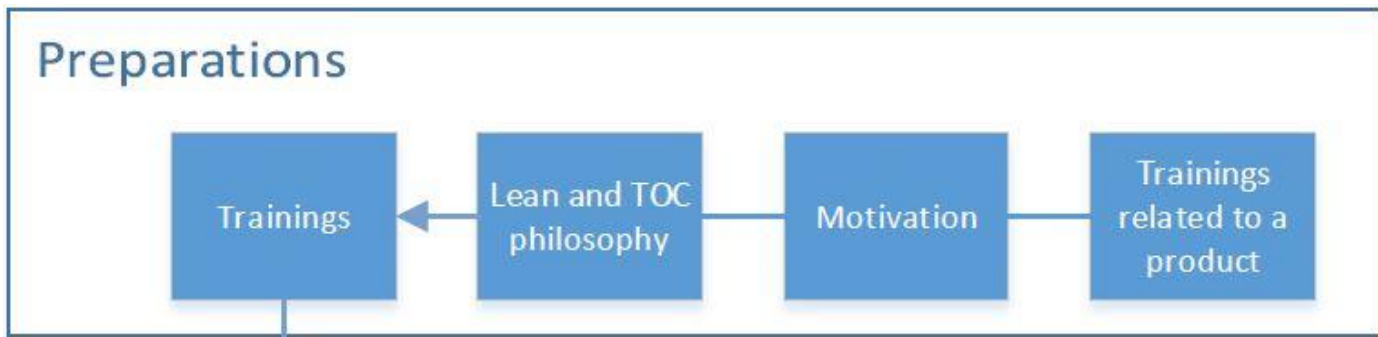 Preparations
Trainings
Lean and TOC
philosophy
Motivation
Trainings
related to a
product